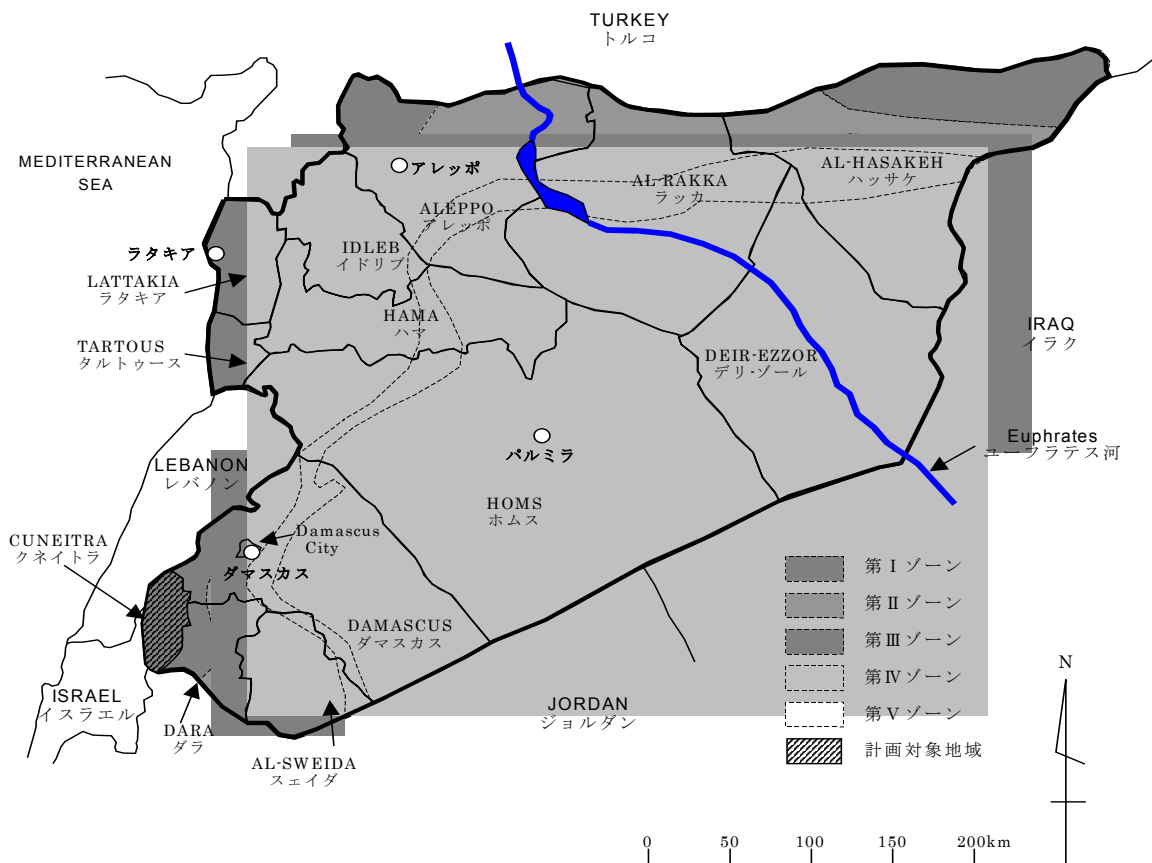 TURKEY
トルコ
MEDITERRANEAN
SEA
アレッポ
AL-HASAKEH
ハッサケ
AL-RAKKA
ラッカ
ALEPPO
アレッポ
IDLEB
イドリブ
ラタキア
LATTAKIA
ラタキア
HAMA
ハマ
TARTOUS
タルトゥース
IRAQ
イラク
DEIR-EZZOR
デリ-ゾール
パルミラ
Euphrates
ユーフラテス河
LEBANON
レバノン
HOMS
ホムス
CUNEITRA
クネイトラ
Damascus
City
ダマスカス
DAMASCUS
ダマスカス
ISRAEL
イスラエル
DARA
ダラ
AL-SWEIDA
スェイダ
JORDAN
ジョルダン
第Ⅰゾーン
第Ⅱゾーン
第Ⅲゾーン
第Ⅳゾーン
第Ⅴゾーン
計画対象地域
N
0 50 100 150 200km